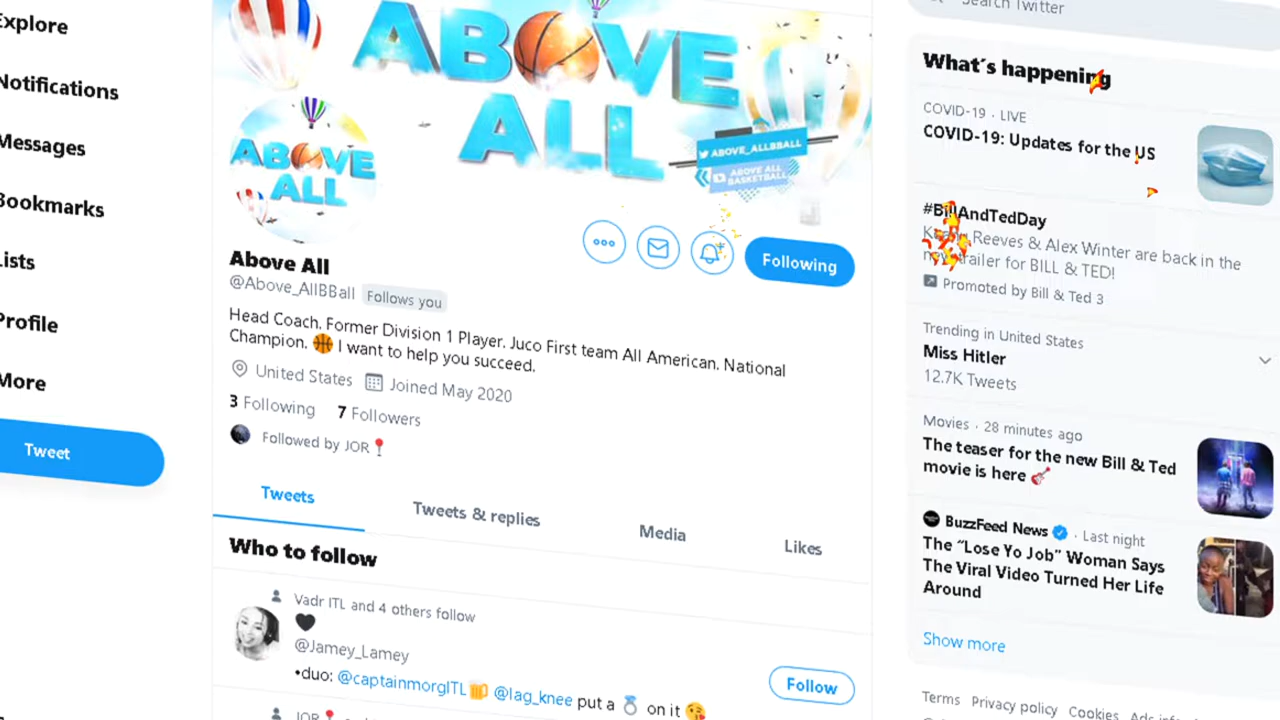 Explore
Notifications
Messages
Bookmarks
Lists
Profile
More
Tweet
ABOVE
ALL
ABOVE_ALLBBALL
ABOVE ALL
BASKETBALL
ABOVE
ALL
Following
Above All
@Above_AllBBall Follows you
Head Coach. Former Division 1 Player. Juco First team All American. National
Champion. 🏀 I want to help you succeed.
United States Joined May 2020
3 Following 7 Followers
Followed by JOR📍
Tweets Tweets & replies Media Likes
Who to follow
Vadr ITL and 4 others follow
🖤
@Jamey_Lamey
•duo: @captainmorgITL🍻 @lag_knee put a 💍 on it 😘
Follow
JOR📍
Search Twitter
What's happening
COVID-19 · LIVE
COVID-19: Updates for the US
#BillAndTedDay
Reeves & Alex Winter are back in the
new trailer for BILL & TED!
Promoted by Bill & Ted 3
Trending in United States
Miss Hitler
12.7K Tweets
Movies · 28 minutes ago
The teaser for the new Bill & Ted
movie is here 🎸
BuzzFeed News · Last night
The “Lose Yo Job” Woman Says
The Viral Video Turned Her Life
Around
Show more
Terms Privacy policy Cookies Ads